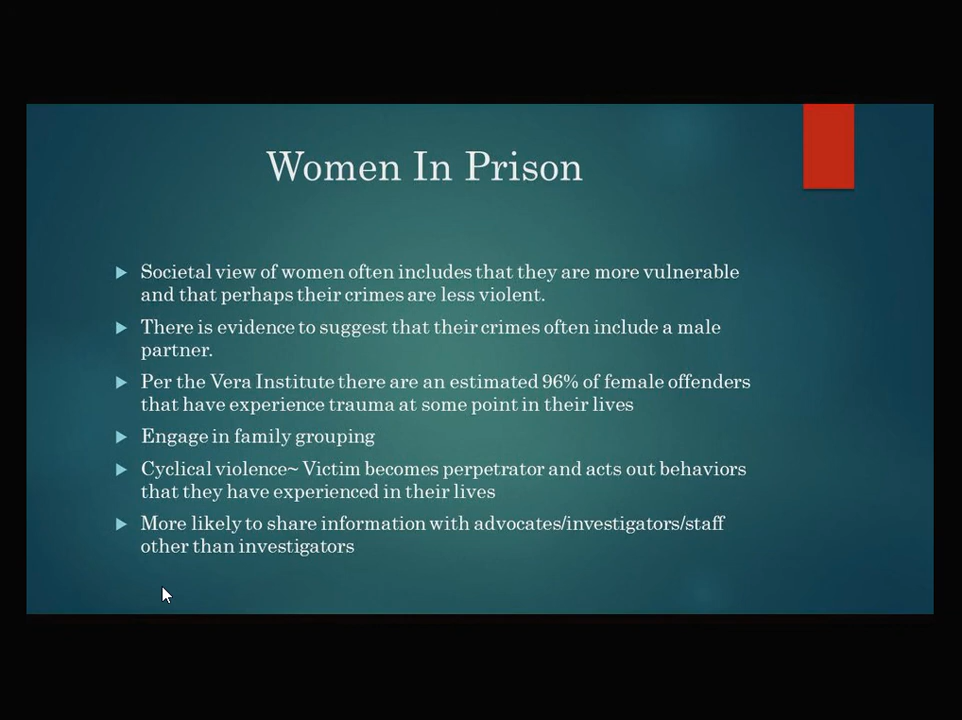 Women In Prison
Societal view of women often includes that they are more vulnerable
and that perhaps their crimes are less violent.
There is evidence to suggest that their crimes often include a male
partner.
Per the Vera Institute there are an estimated 96% of female offenders
that have experience trauma at some point in their lives
Engage in family grouping
Cyclical violence~ Victim becomes perpetrator and acts out behaviors
that they have experienced in their lives
More likely to share information with advocates/investigators/staff
other than investigators